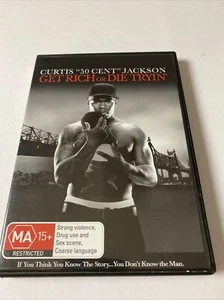 CURTIS "50 CENT" JACKSON
GET RICH OR DIE TRYIN'
MA 15+
RESTRICTED
Strong violence,
Drug use and
Sex scene,
Coarse language
If You Think You Know The Story...You Don't Know the Man.